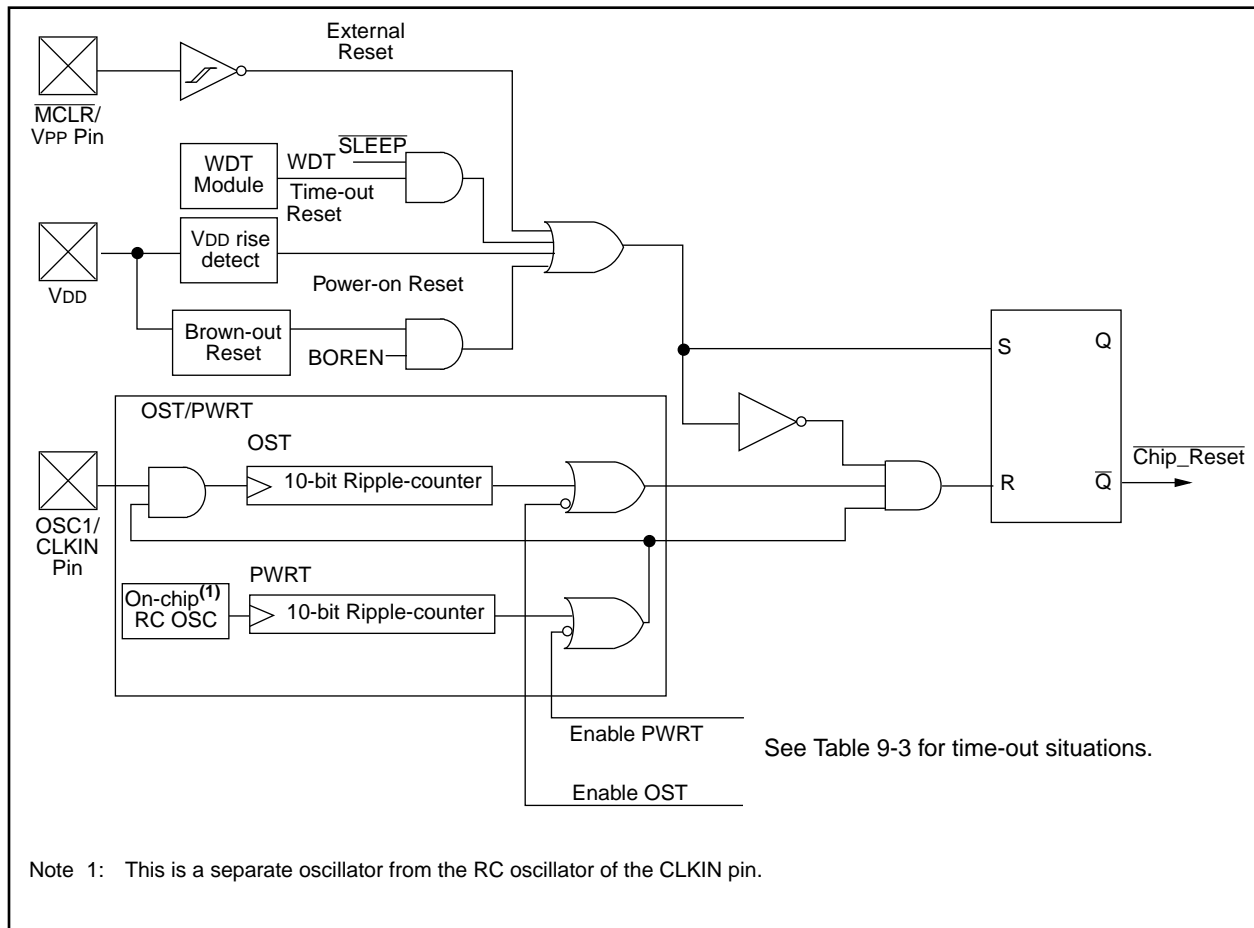 External
Reset
MCLR/
VPP Pin
SLEEP
WDT
Module
WDT
Time-out
Reset
VDD rise
detect
VDD
Power-on Reset
Brown-out
Reset
BOREN
S
Q
OST/PWRT
OST
10-bit Ripple-counter
Chip_Reset
R
Q
OSC1/
CLKIN
Pin
PWRT
On-chip(1)
RC OSC
10-bit Ripple-counter
Enable PWRT
See Table 9-3 for time-out situations.
Enable OST
Note 1: This is a separate oscillator from the RC oscillator of the CLKIN pin.